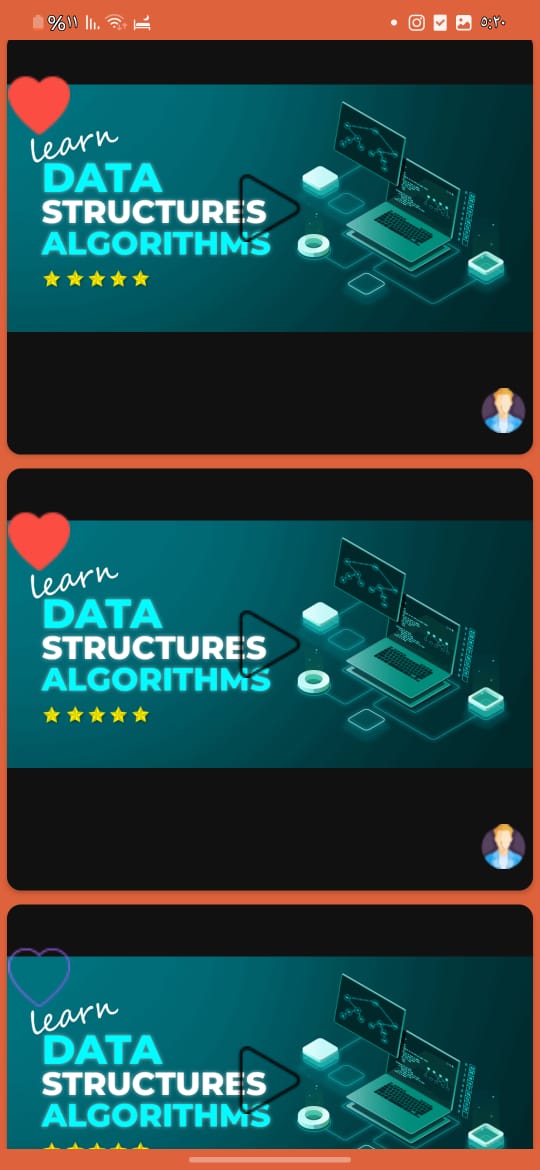 %١١
٥:٢٠
learn
DATA
STRUCTURES
ALGORITHMS
learn
DATA
STRUCTURES
ALGORITHMS
learn
DATA
STRUCTURES
ALGORITHMS